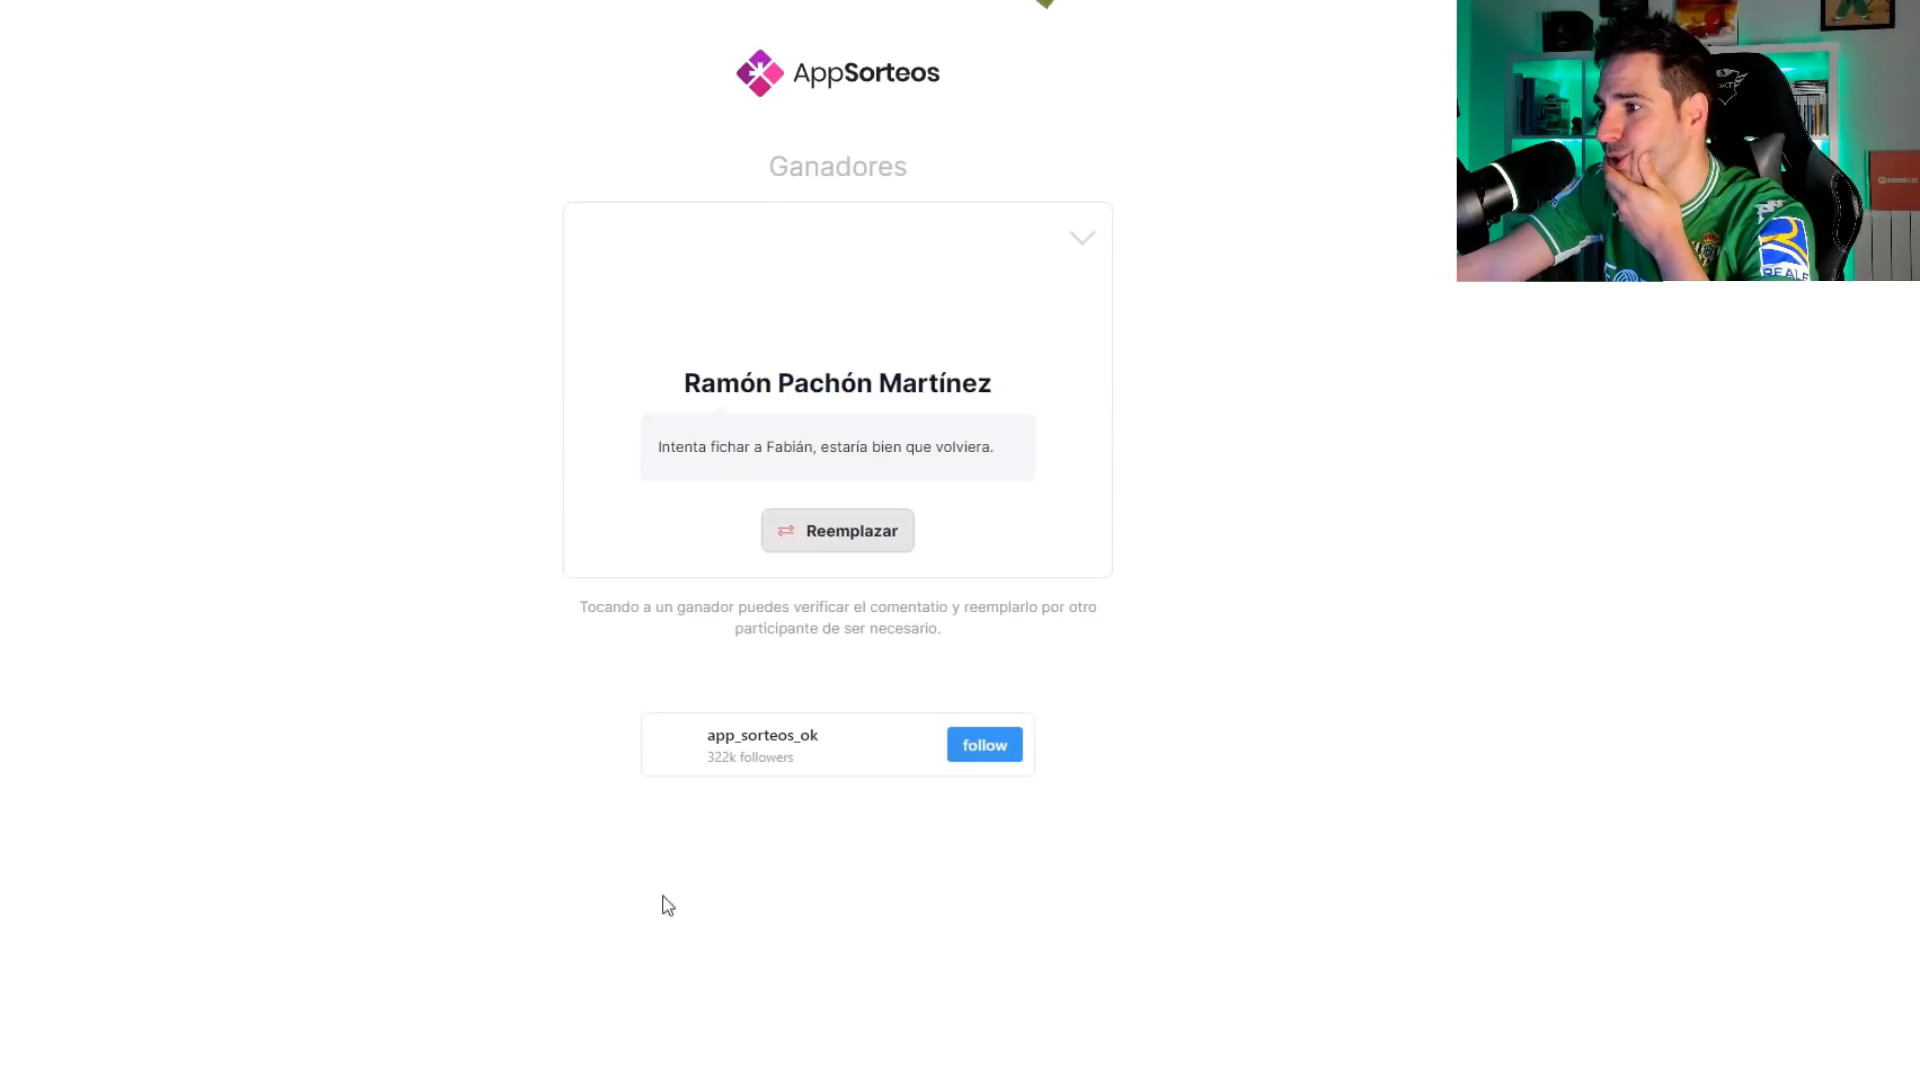 AppSorteos
Ganadores
Ramón Pachón Martínez
Intenta fichar a Fabián, estaría bien que volviera.
Reemplazar
Tocando a un ganador puedes verificar el comentatio y reemplarlo por otro
participante de ser necesario.
app_sorteos_ok
322k followers
follow
REALE